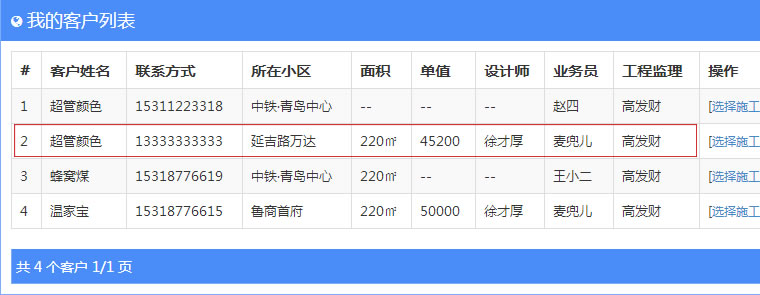 我的客户列表
# 客户姓名 联系方式 所在小区 面积 单值 设计师 业务员 工程监理 操作
1 超管颜色 15311223318 中铁·青岛中心 -- -- -- 赵四 高发财 [选择施工
2 超管颜色 13333333333 延吉路万达 220㎡ 45200 徐才厚 麦兜儿 高发财 [选择施工
3 蜂窝煤 15318776619 中铁·青岛中心 220㎡ -- -- 王小二 高发财 [选择施工
4 温家宝 15318776615 鲁商首府 220㎡ 50000 徐才厚 麦兜儿 高发财 [选择施工
共 4 个客户 1/1 页